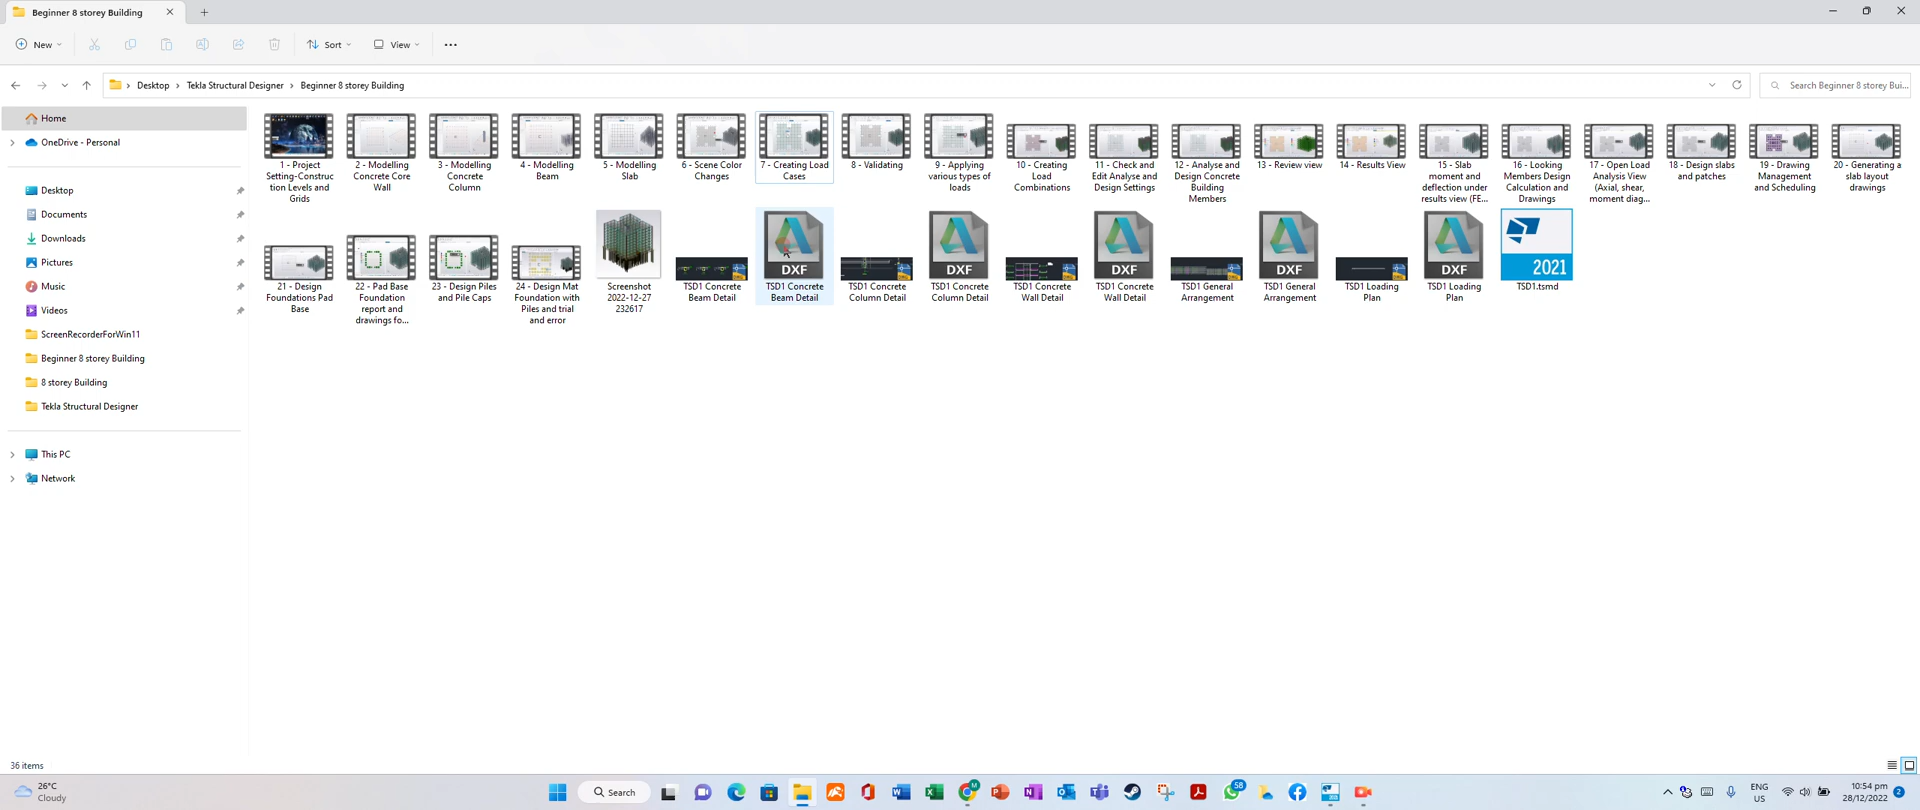 Beginner 8 storey Building
New
Sort
View
Desktop > Tekla Structural Designer > Beginner 8 storey Building
Search Beginner 8 storey Bui...
Home
OneDrive - Personal
Desktop
Documents
Downloads
Pictures
Music
Videos
ScreenRecorderForWin11
Beginner 8 storey Building
8 storey Building
Tekla Structural Designer
This PC
Network
1 - Project
Setting-Construc
tion Levels and
Grids
2 - Modelling
Concrete Core
Wall
3 - Modelling
Concrete
Column
4 - Modelling
Beam
5 - Modelling
Slab
6 - Scene Color
Changes
7 - Creating Load
Cases
8 - Validating
9 - Applying
various types of
loads
10 - Creating
Load
Combinations
11 - Check and
Edit Analyse and
Design Settings
12 - Analyse and
Design Concrete
Building
Members
13 - Review view
14 - Results View
15 - Slab
moment and
deflection under
results view (FE...
16 - Looking
Members Design
Calculation and
Drawings
17 - Open Load
Analysis View
(Axial, shear,
moment diag...
18 - Design slabs
and patches
19 - Drawing
Management
and Scheduling
20 - Generating a
slab layout
drawings
21 - Design
Foundations Pad
Base
22 - Pad Base
Foundation
report and
drawings fo...
23 - Design Piles
and Pile Caps
24 - Design Mat
Foundation with
Piles and trial
and error
Screenshot
2022-12-27
232617
TSD1 Concrete
Beam Detail
DXF
TSD1 Concrete
Beam Detail
TSD1 Concrete
Column Detail
DXF
TSD1 Concrete
Column Detail
TSD1 Concrete
Wall Detail
DXF
TSD1 Concrete
Wall Detail
TSD1 General
Arrangement
DXF
TSD1 General
Arrangement
TSD1 Loading
Plan
DXF
TSD1 Loading
Plan
2021
TSD1.tsmd
36 items
26°C
Cloudy
Search
58
ENG
US
10:54 pm
28/12/2022
2